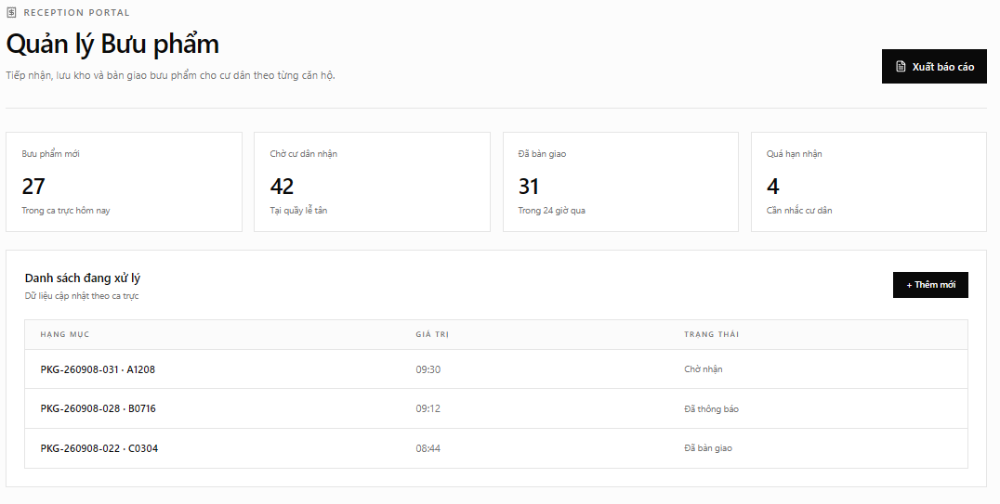 RECEPTION PORTAL
Quản lý Bưu phẩm
Tiếp nhận, lưu kho và bàn giao bưu phẩm cho cư dân theo từng căn hộ.
Xuất báo cáo
Bưu phẩm mới
27
Trong ca trực hôm nay
Chờ cư dân nhận
42
Tại quầy lễ tân
Đã bàn giao
31
Trong 24 giờ qua
Quá hạn nhận
4
Cần nhắc cư dân
Danh sách đang xử lý
Dữ liệu cập nhật theo ca trực
+ Thêm mới
HẠNG MỤC GIÁ TRỊ TRẠNG THÁI
PKG-260908-031 · A1208 09:30 Chờ nhận
PKG-260908-028 · B0716 09:12 Đã thông báo
PKG-260908-022 · C0304 08:44 Đã bàn giao